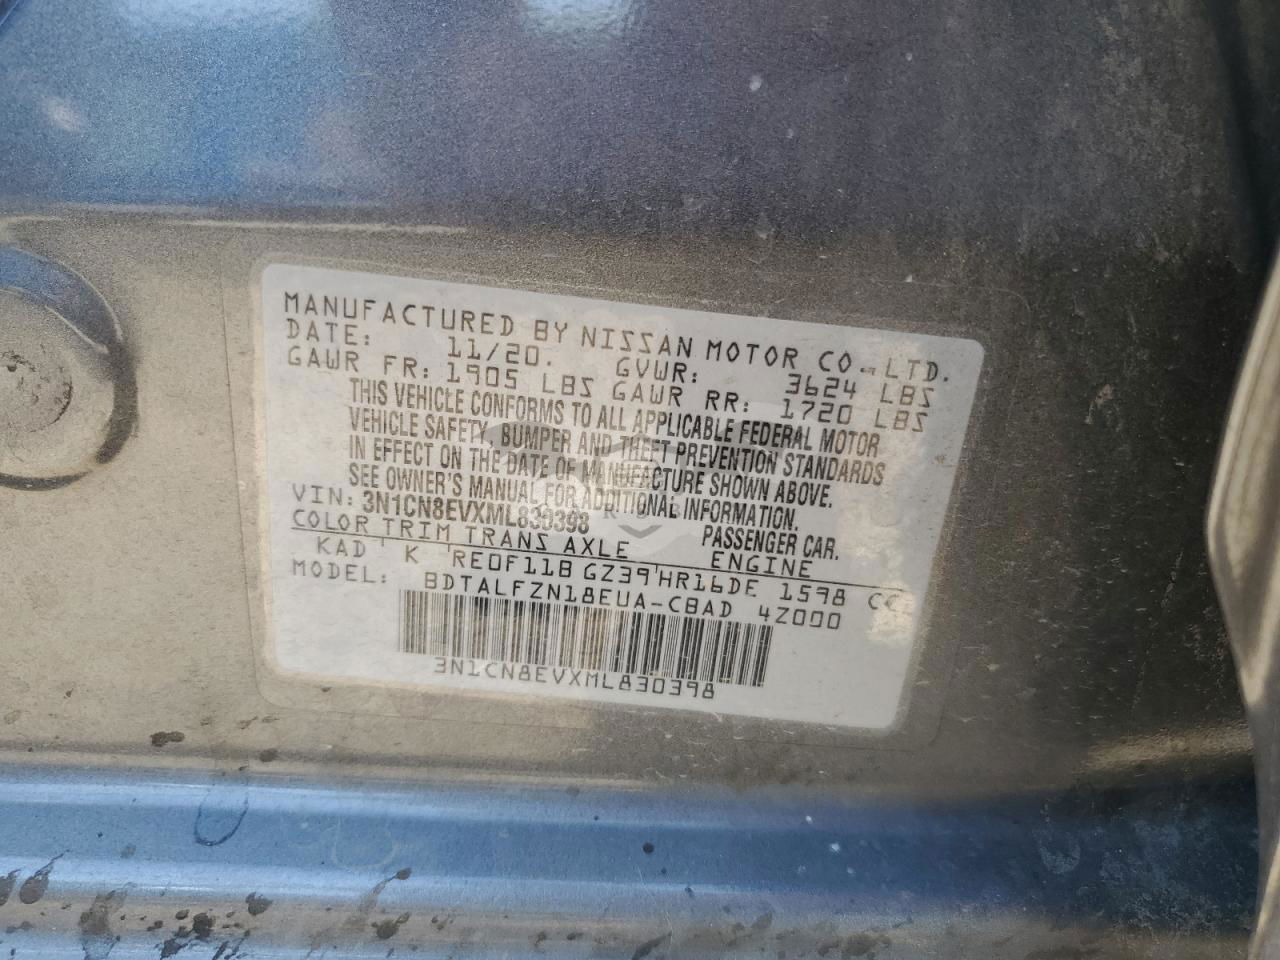 MANUFACTURED BY NISSAN MOTOR CO., LTD.
DATE: 11/20. GVWR: 3624 LBS
GAWR FR: 1905 LBS GAWR RR: 1720 LBS
THIS VEHICLE CONFORMS TO ALL APPLICABLE FEDERAL MOTOR
VEHICLE SAFETY, BUMPER AND THEFT PREVENTION STANDARDS
IN EFFECT ON THE DATE OF MANUFACTURE SHOWN ABOVE.
SEE OWNER'S MANUAL FOR ADDITIONAL INFORMATION.
VIN: 3N1CN8EVXML830398 PASSENGER CAR.
COLOR TRIM TRANS AXLE ENGINE
KAD K RE0F11B GZ39 HR16DE 1598 CC
MODEL: BDTALFZN18EUA-CBAD 4Z000
3N1CN8EVXML830398